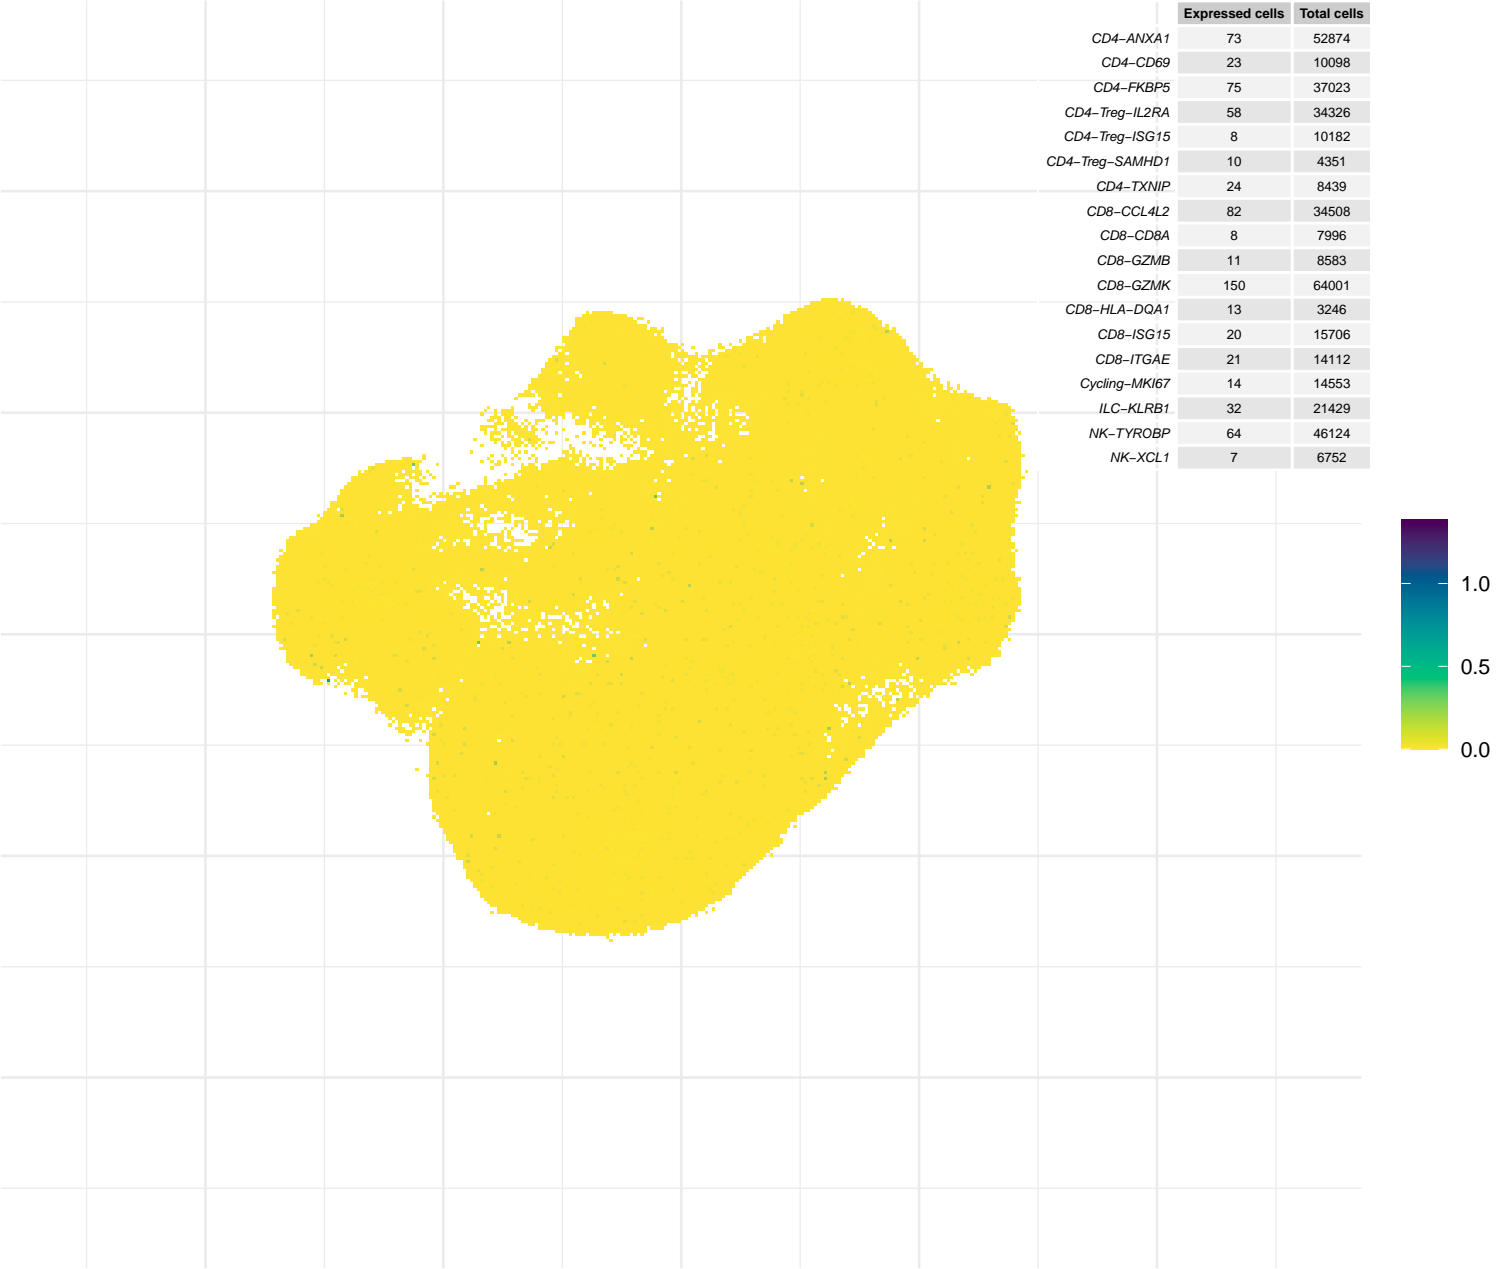 Expressed cells Total cells
CD4−ANXA1 73 52874
CD4−CD69 23 10098
CD4−FKBP5 75 37023
CD4−Treg−IL2RA 58 34326
CD4−Treg−ISG15 8 10182
CD4−Treg−SAMHD1 10 4351
CD4−TXNIP 24 8439
CD8−CCL4L2 82 34508
CD8−CD8A 8 7996
CD8−GZMB 11 8583
CD8−GZMK 150 64001
CD8−HLA−DQA1 13 3246
CD8−ISG15 20 15706
CD8−ITGAE 21 14112
Cycling−MKI67 14 14553
ILC−KLRB1 32 21429
NK−TYROBP 64 46124
NK−XCL1 7 6752
1.0
0.5
0.0